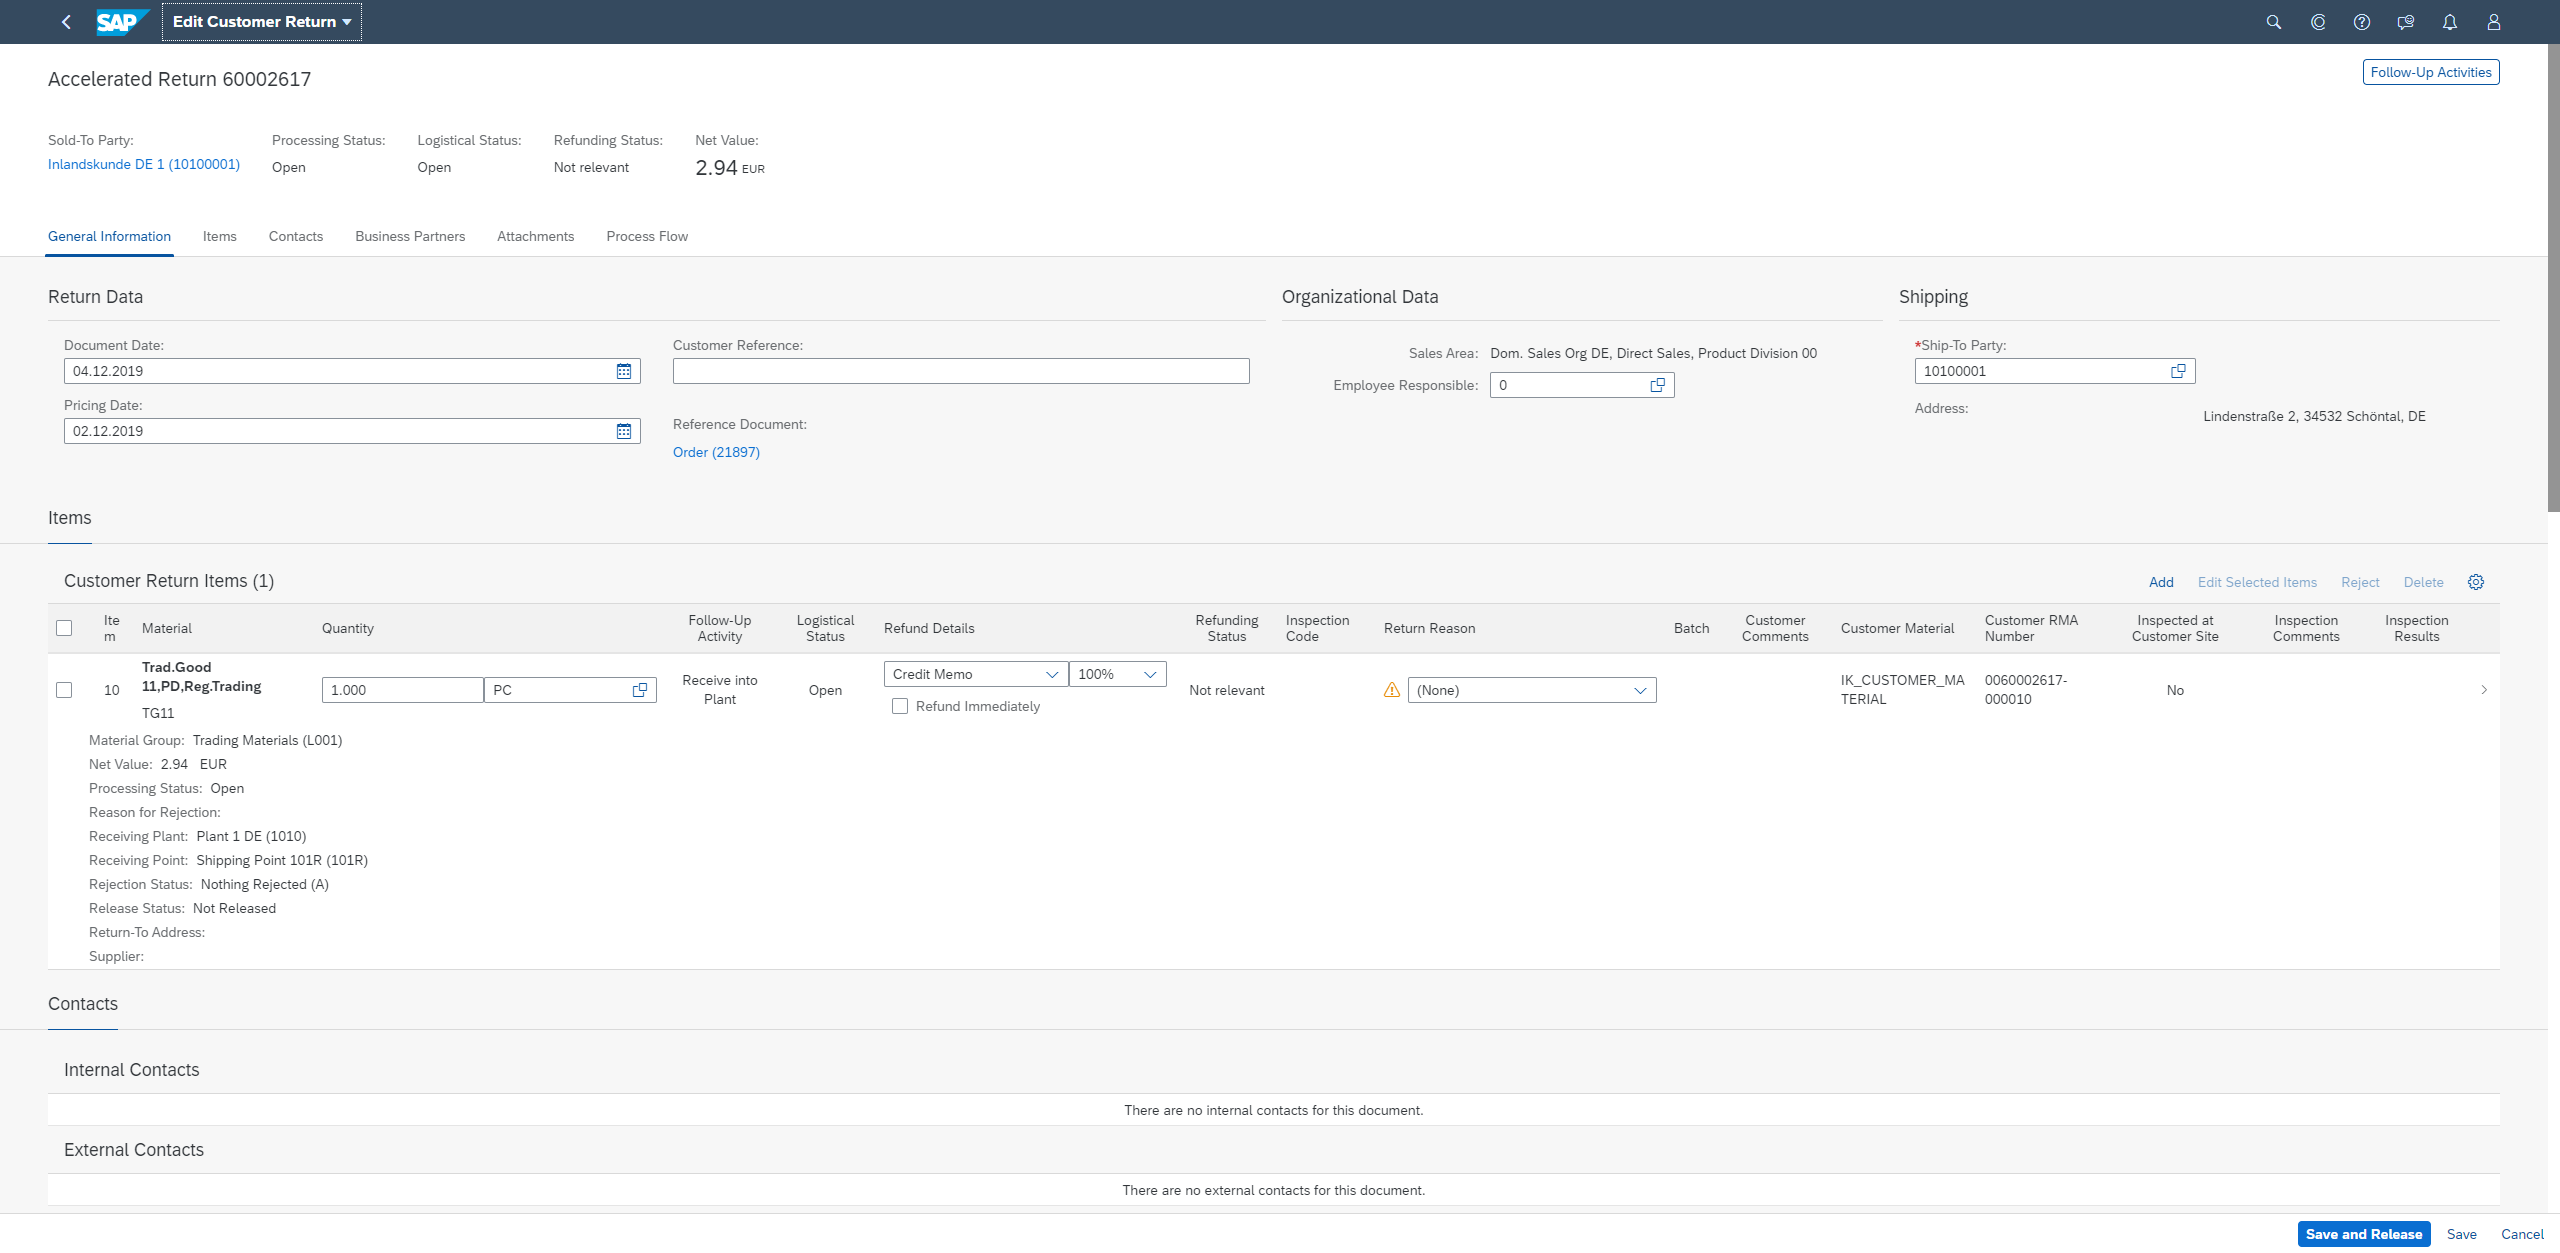 SAP Edit Customer Return
Accelerated Return 60002617
Follow-Up Activities
Sold-To Party: Processing Status: Logistical Status: Refunding Status: Net Value:
Inlandskunde DE 1 (10100001) Open Open Not relevant 2.94 EUR
General Information Items Contacts Business Partners Attachments Process Flow
Return Data
Document Date:
04.12.2019
Pricing Date:
02.12.2019
Customer Reference:
Reference Document:
Order (21897)
Organizational Data
Sales Area: Dom. Sales Org DE, Direct Sales, Product Division 00
Employee Responsible: 0
Shipping
*Ship-To Party:
10100001
Address:
Lindenstraße 2, 34532 Schöntal, DE
Items
Customer Return Items (1)
Add Edit Selected Items Reject Delete
Ite
m
Material
Quantity
Follow-Up
Activity
Logistical
Status
Refund Details
Refunding
Status
Inspection
Code
Return Reason
Batch
Customer
Comments
Customer Material
Customer RMA
Number
Inspected at
Customer Site
Inspection
Comments
Inspection
Results
10
Trad.Good
11,PD,Reg.Trading
TG11
1.000 PC
Receive into
Plant
Open
Credit Memo 100%
Refund Immediately
Not relevant
(None)
IK_CUSTOMER_MA
TERIAL
0060002617-
000010
No
Material Group: Trading Materials (L001)
Net Value: 2.94 EUR
Processing Status: Open
Reason for Rejection:
Receiving Plant: Plant 1 DE (1010)
Receiving Point: Shipping Point 101R (101R)
Rejection Status: Nothing Rejected (A)
Release Status: Not Released
Return-To Address:
Supplier:
Contacts
Internal Contacts
There are no internal contacts for this document.
External Contacts
There are no external contacts for this document.
Save and Release Save Cancel